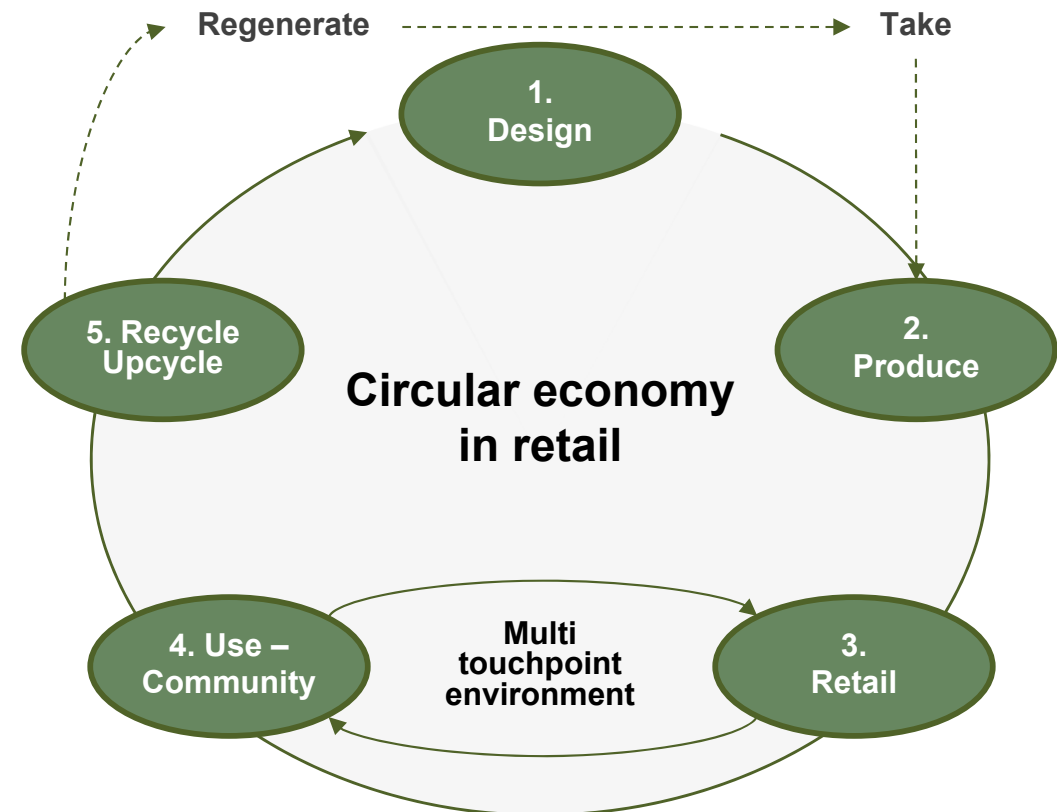 Regenerate
Take
1.
Design
5. Recycle
Upcycle
2.
Produce
Circular economy
in retail
4. Use –
Community
Multi
touchpoint
environment
3.
Retail